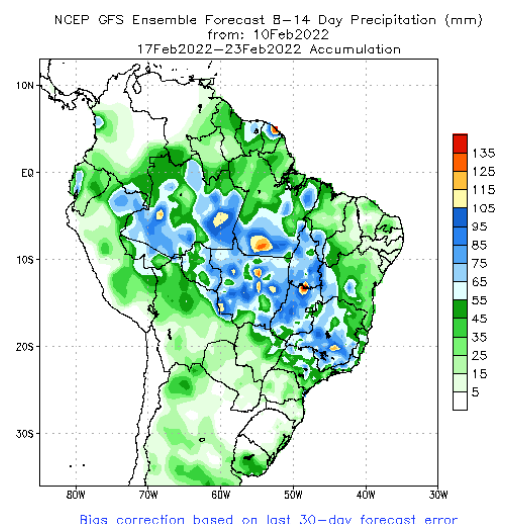 NCEP GFS Ensemble Forecast 8-14 Day Precipitation (mm)
from: 10Feb2022
17Feb2022-23Feb2022 Accumulation
10N
EQ
10S
20S
30S
80W 70W 60W 50W 40W 30W
135
125
115
105
95
85
75
65
55
45
35
25
15
5
Bias correction based on last 30-day forecast error